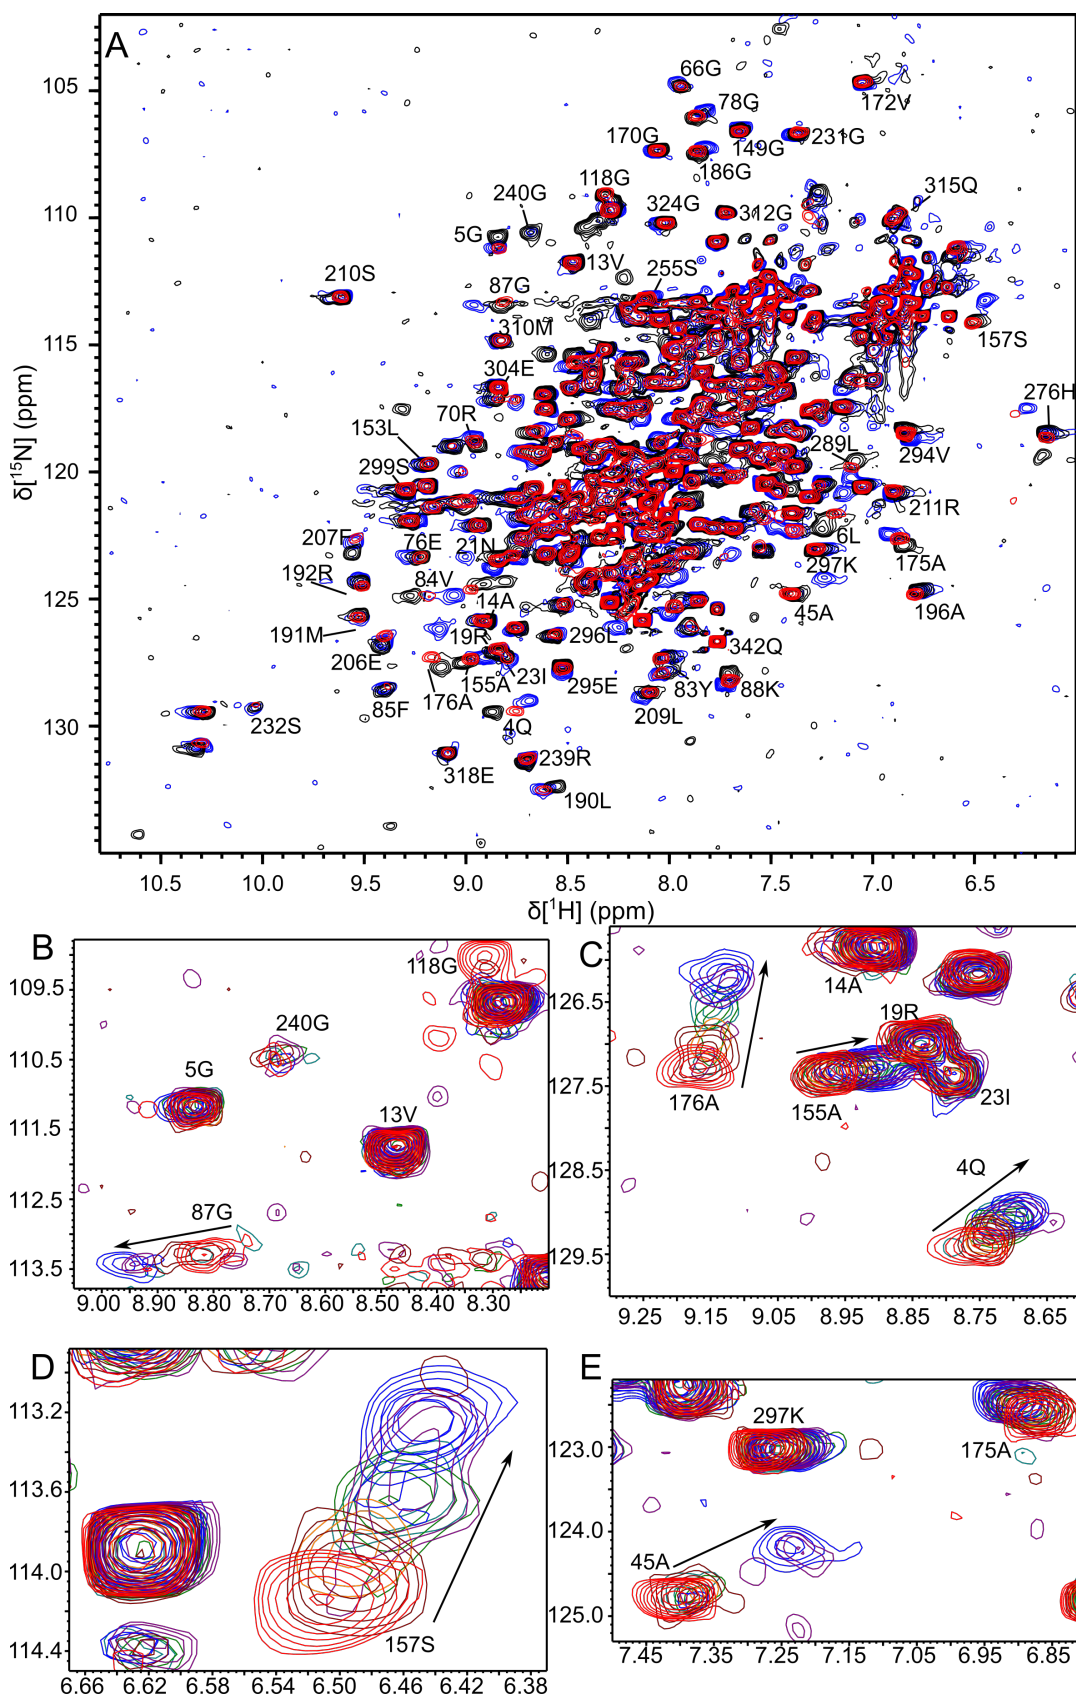 A
105
110
115
120
125
130
δ[¹⁵N] (ppm)
66G
78G
172V
170G
149G
231G
186G
118G
240G
324G
312G
315Q
5G
13V
255S
210S
87G
310M
157S
304E
276H
70R
153L
289L
294V
299S
211R
207F
76E
21N
6L
297K
175A
192R
84V
14A
45A
196A
191M
19R
296L
342Q
206E
23I
176A
155A
295E
83Y
88K
85F
4Q
209L
232S
318E
239R
190L
10.5 10.0 9.5 9.0 8.5 8.0 7.5 7.0 6.5
δ[¹H] (ppm)
B
109.5
110.5
111.5
112.5
113.5
118G
240G
5G
13V
87G
9.00 8.90 8.80 8.70 8.60 8.50 8.40 8.30
C
126.5
127.5
128.5
129.5
14A
19R
176A
155A
23I
4Q
9.25 9.15 9.05 8.95 8.85 8.75 8.65
D
113.2
113.6
114.0
114.4
157S
6.66 6.62 6.58 6.54 6.50 6.46 6.42 6.38
E
123.0
124.0
125.0
297K
175A
45A
7.45 7.35 7.25 7.15 7.05 6.95 6.85